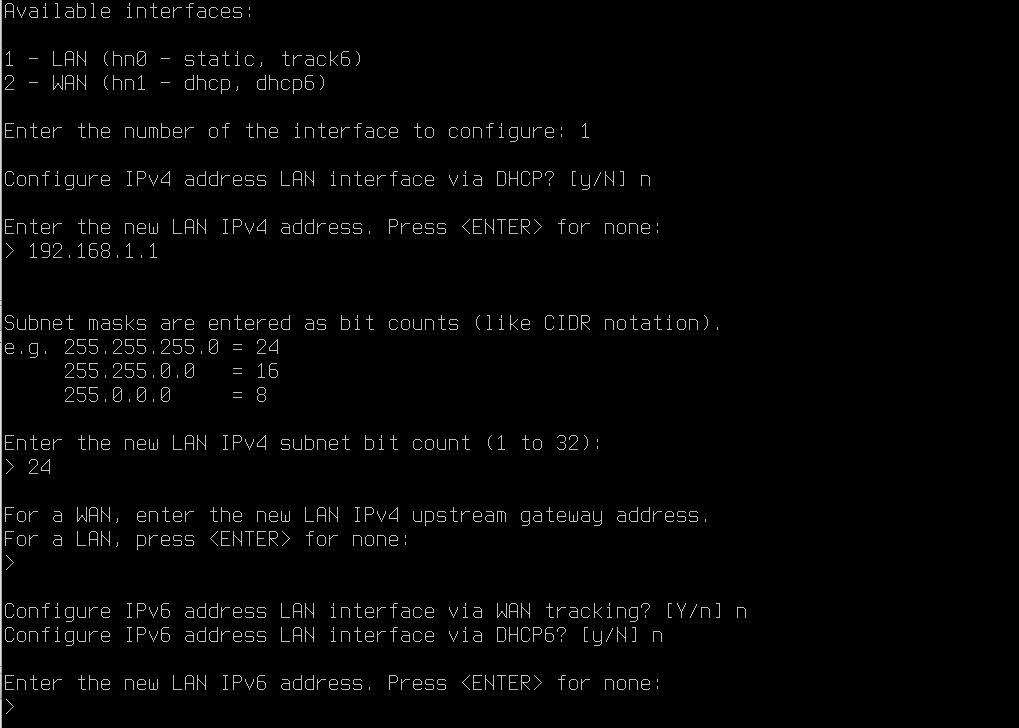 Available interfaces:
1 - LAN (hn0 - static, track6)
2 - WAN (hn1 - dhcp, dhcp6)
Enter the number of the interface to configure: 1
Configure IPv4 address LAN interface via DHCP? [y/N] n
Enter the new LAN IPv4 address. Press <ENTER> for none:
> 192.168.1.1
Subnet masks are entered as bit counts (like CIDR notation).
e.g. 255.255.255.0 = 24
     255.255.0.0   = 16
     255.0.0.0     = 8
Enter the new LAN IPv4 subnet bit count (1 to 32):
> 24
For a WAN, enter the new LAN IPv4 upstream gateway address.
For a LAN, press <ENTER> for none:
>
Configure IPv6 address LAN interface via WAN tracking? [Y/n] n
Configure IPv6 address LAN interface via DHCP6? [y/N] n
Enter the new LAN IPv6 address. Press <ENTER> for none:
>